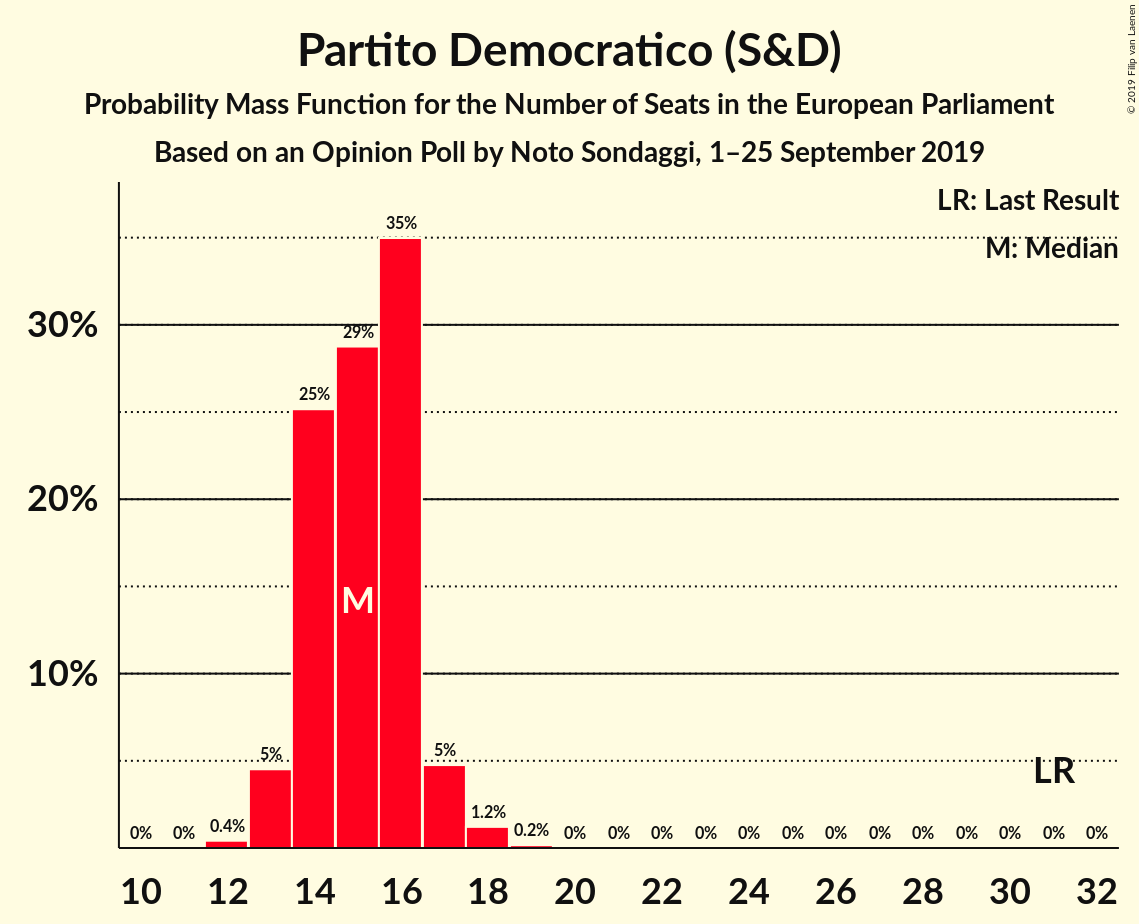 Partito Democratico (S&D)
Probability Mass Function for the Number of Seats in the European Parliament
Based on an Opinion Poll by Noto Sondaggi, 1–25 September 2019
© 2019 Filip van Laenen
LR: Last Result
M: Median
30%
20%
10%
0% 0% 0.4% 5% 25% 29% 35% 5% 1.2% 0.2% 0% 0% 0% 0% 0% 0% 0% 0% 0% 0% 0% 0% 0%
M
LR
10 12 14 16 18 20 22 24 26 28 30 32